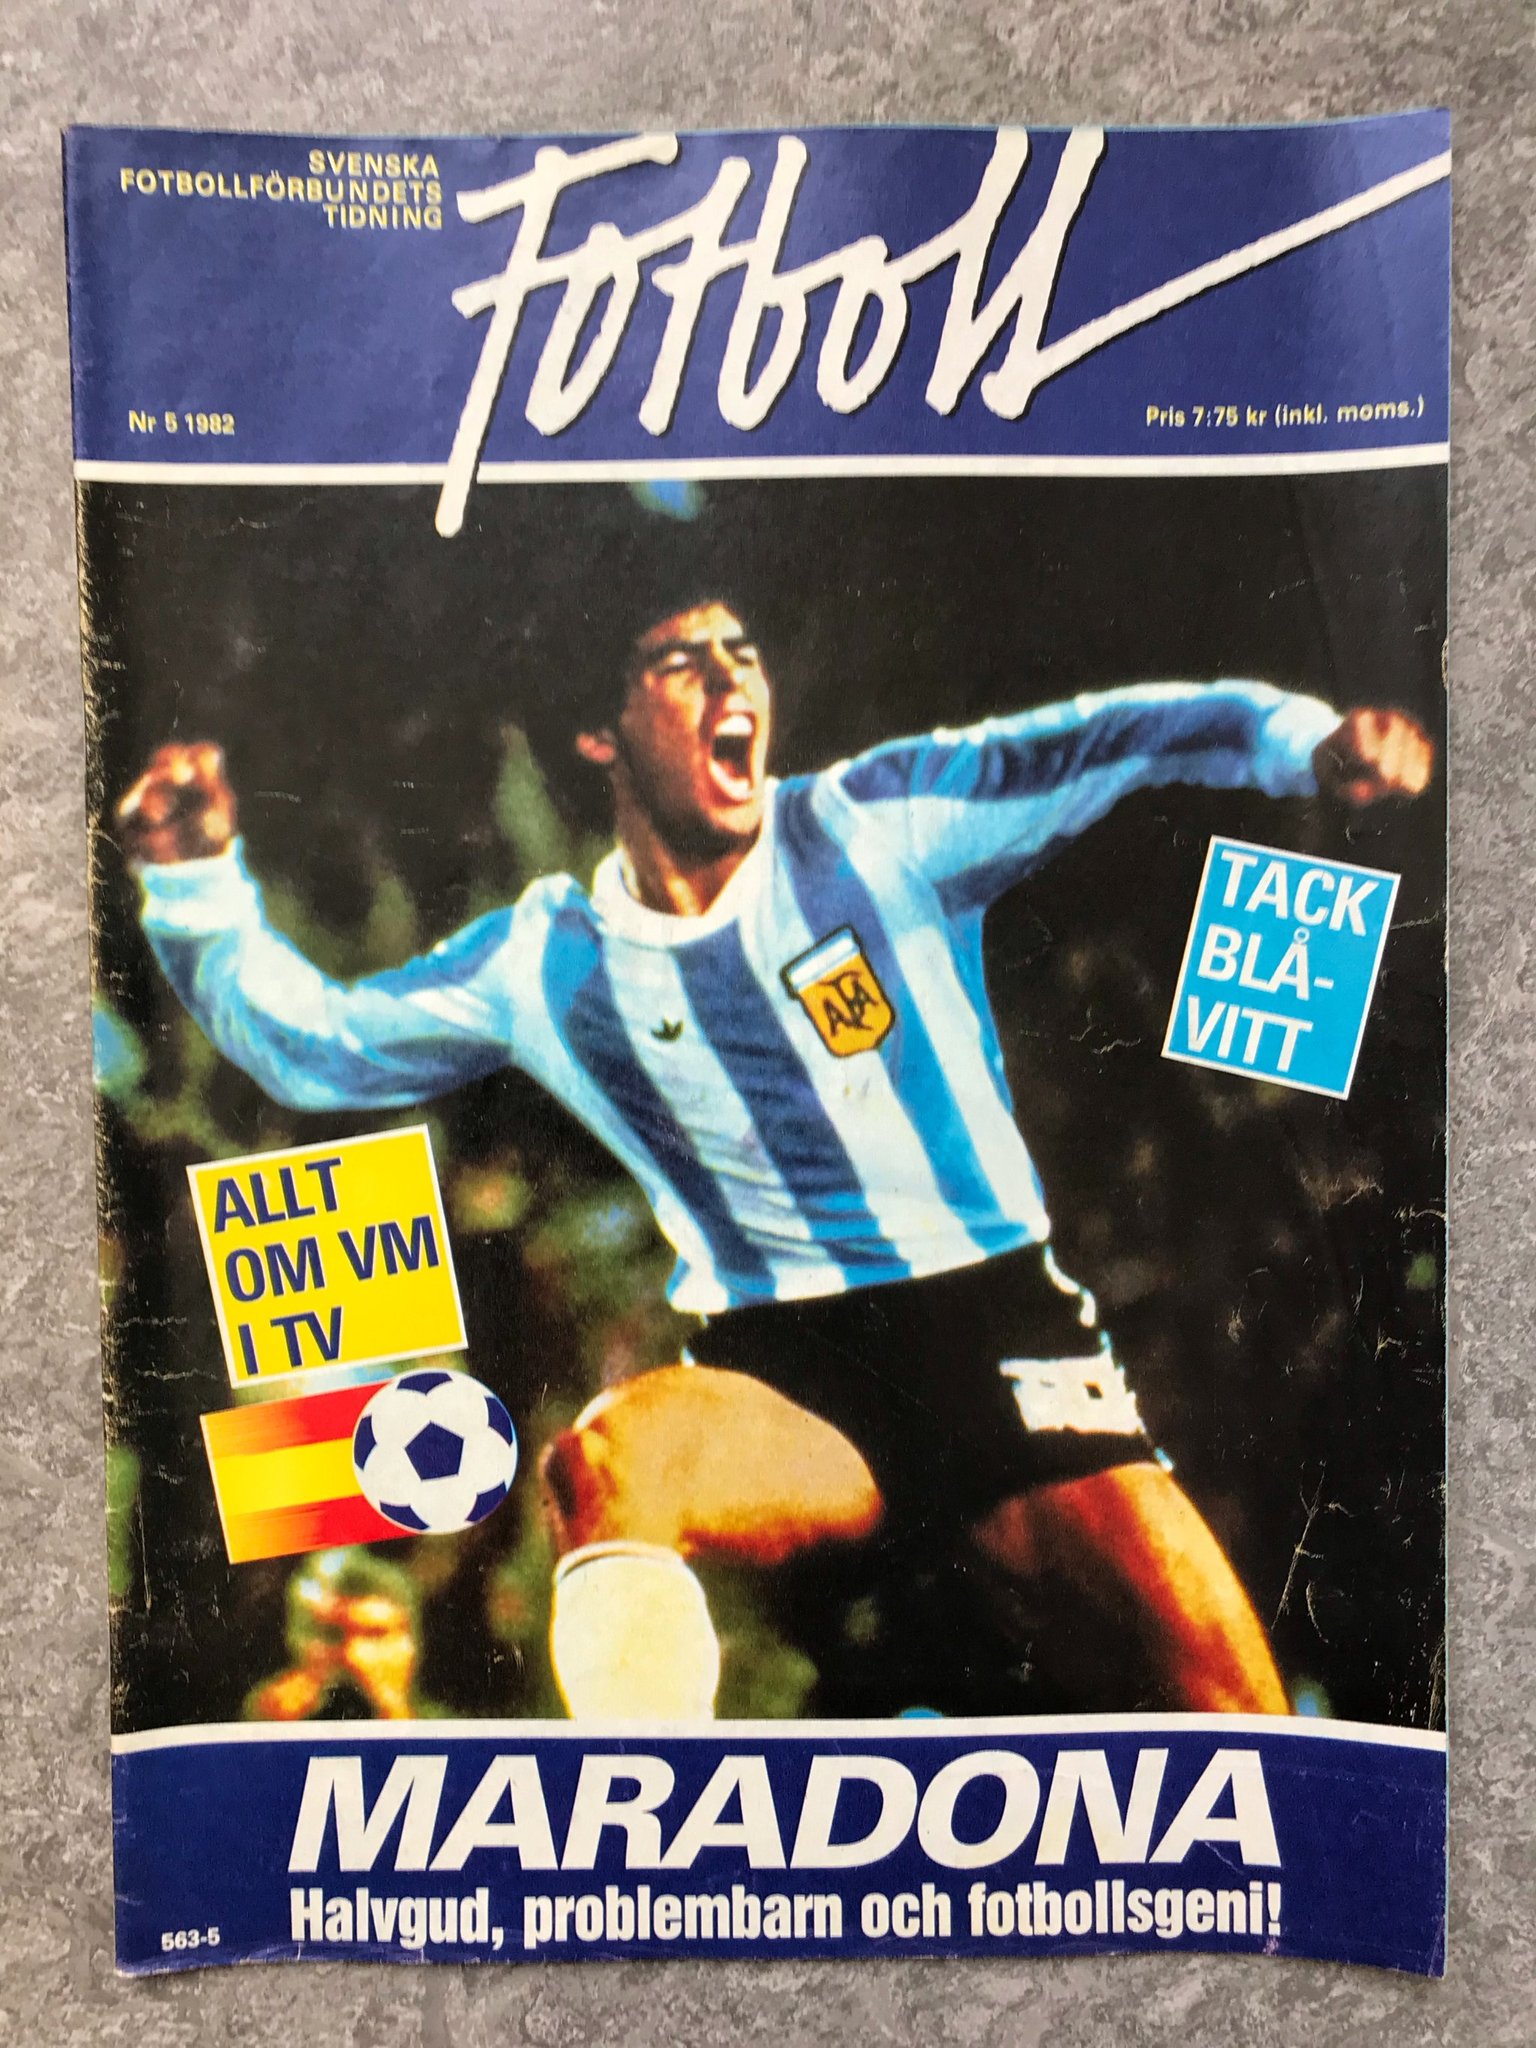 SVENSKA
FOTBOLLFÖRBUNDETS
TIDNING
Fotboll
Nr 5 1982
Pris 7:75 kr (inkl. moms.)
TACK
BLÅ-
VITT
AFA
ALLT
OM VM
I TV
MARADONA
Halvgud, problembarn och fotbollsgeni!
563-5